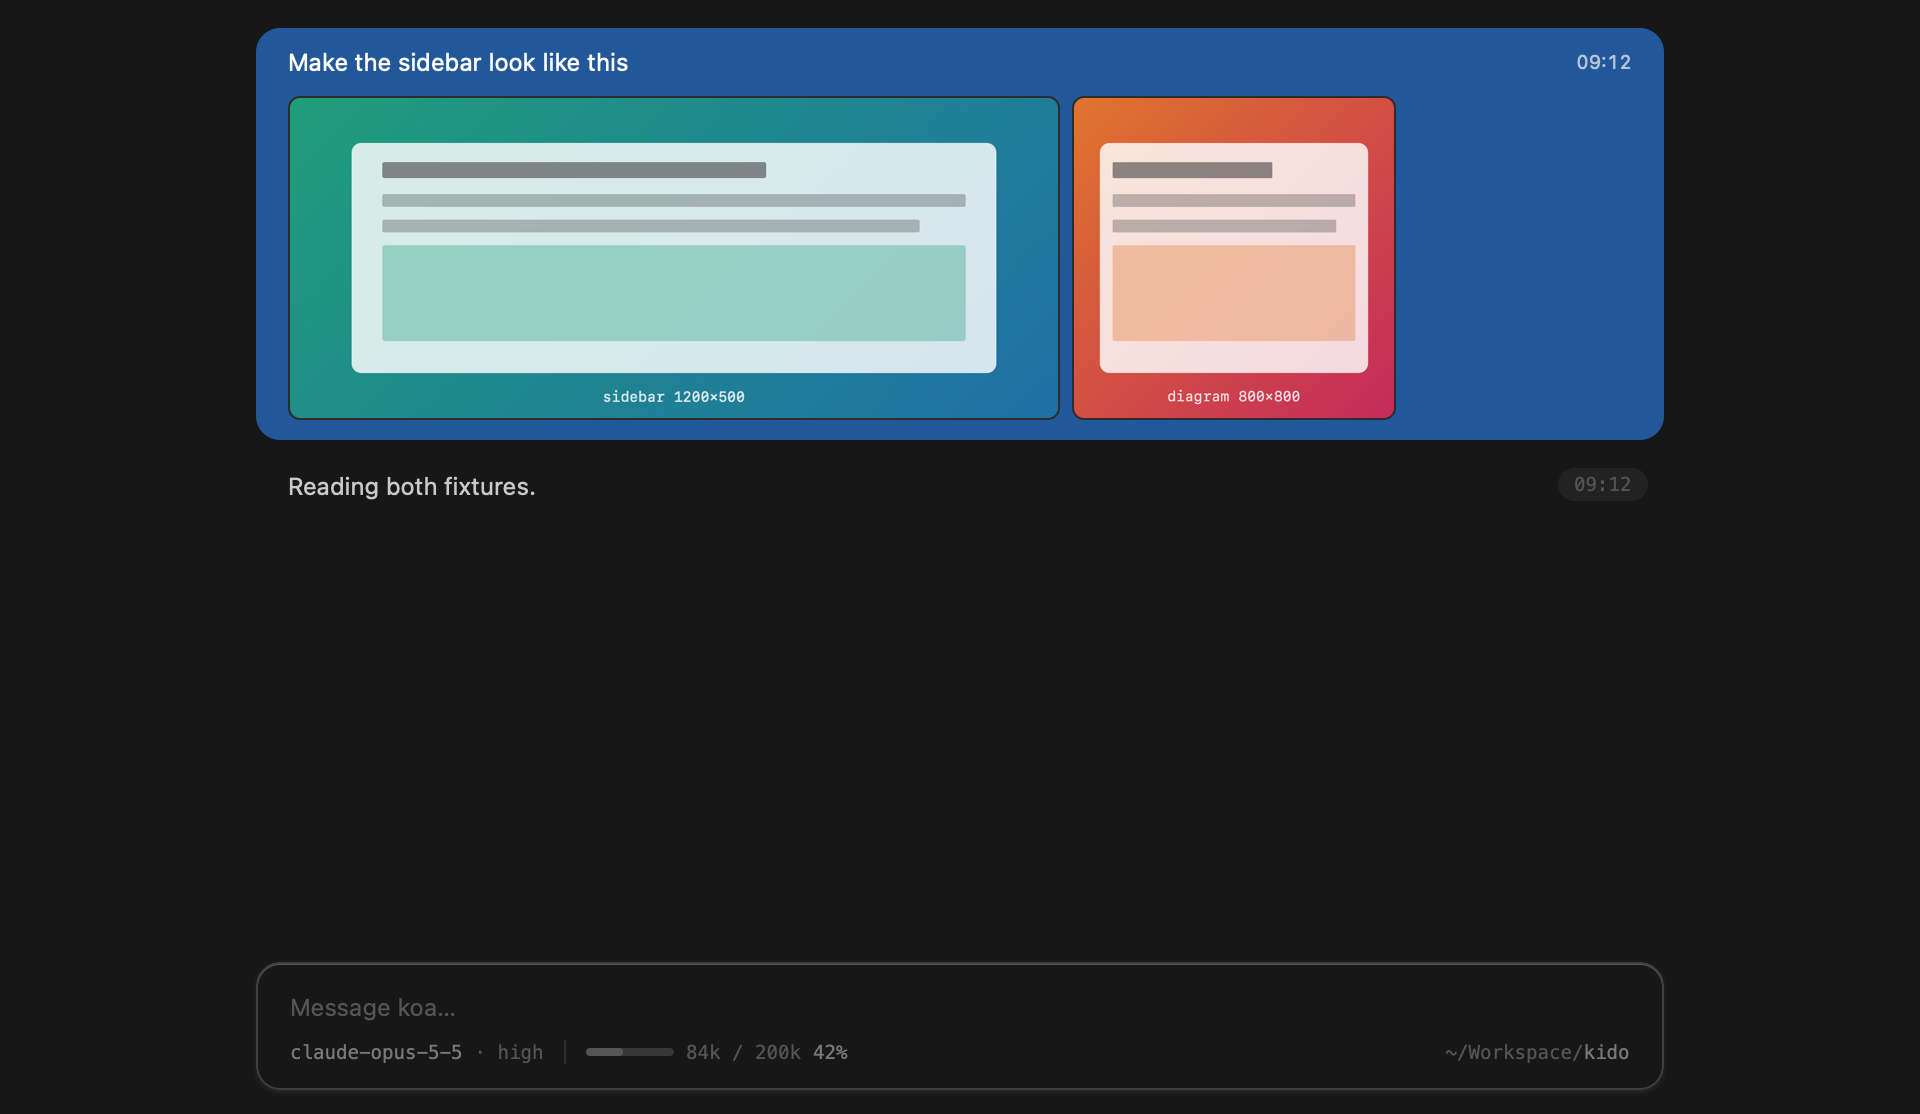 Make the sidebar look like this 09:12
sidebar 1200×500
diagram 800×800
Reading both fixtures. 09:12
Message koa…
claude-opus-5-5 · high 84k / 200k 42% ~/Workspace/kido